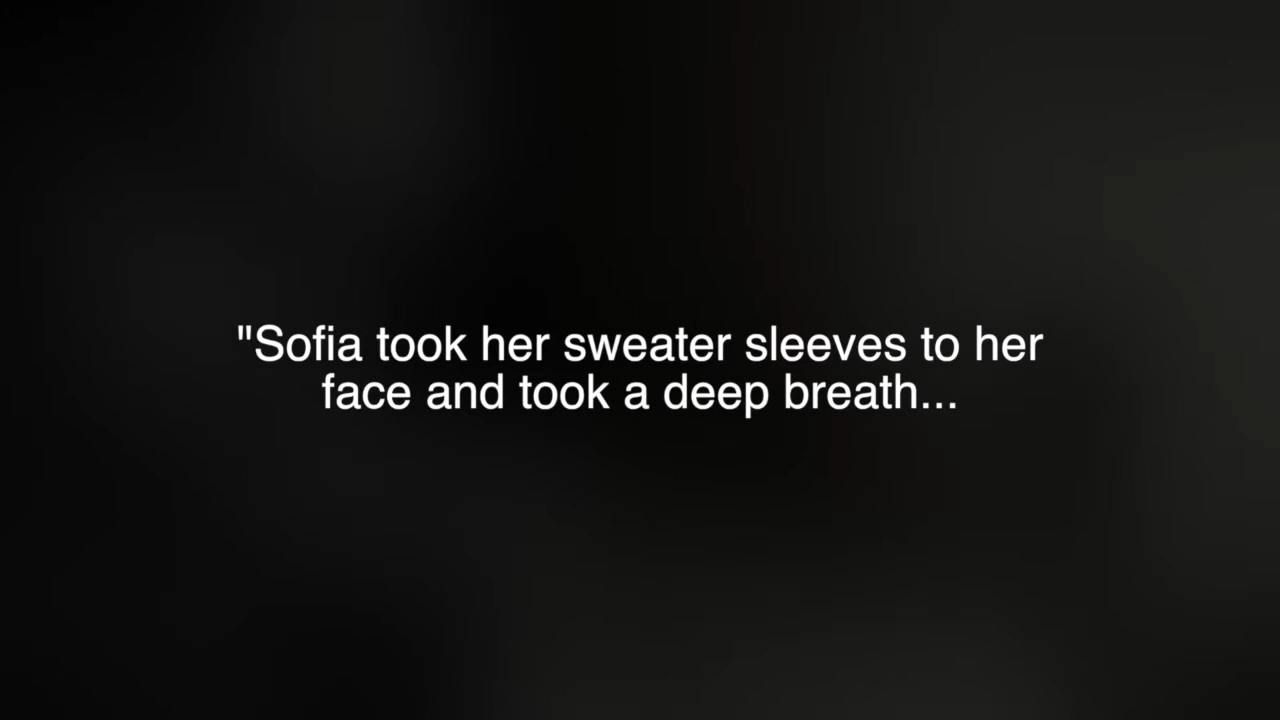 "Sofia took her sweater sleeves to her
face and took a deep breath...